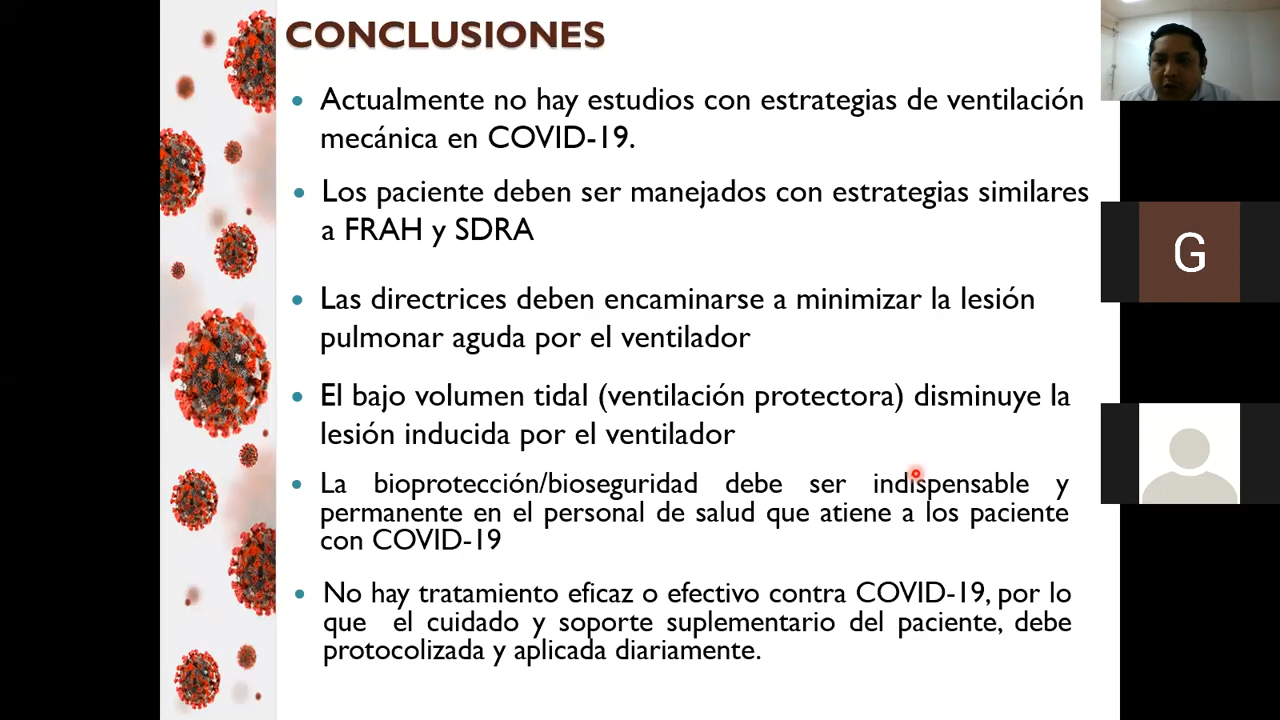 CONCLUSIONES
Actualmente no hay estudios con estrategias de ventilación
mecánica en COVID-19.
Los paciente deben ser manejados con estrategias similares
a FRAH y SDRA
Las directrices deben encaminarse a minimizar la lesión
pulmonar aguda por el ventilador
El bajo volumen tidal (ventilación protectora) disminuye la
lesión inducida por el ventilador
La bioprotección/bioseguridad debe ser indispensable y
permanente en el personal de salud que atiene a los paciente
con COVID-19
No hay tratamiento eficaz o efectivo contra COVID-19, por lo
que el cuidado y soporte suplementario del paciente, debe
protocolizada y aplicada diariamente.
G